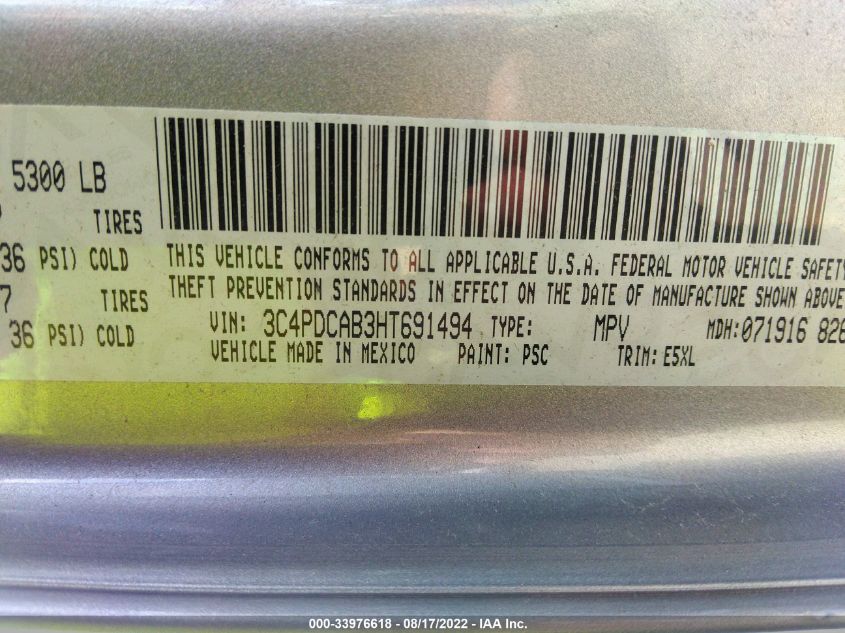 5300 LB
TIRES
36 PSI) COLD
7 TIRES
36 PSI) COLD
THIS VEHICLE CONFORMS TO ALL APPLICABLE U.S.A. FEDERAL MOTOR VEHICLE SAFETY
THEFT PREVENTION STANDARDS IN EFFECT ON THE DATE OF MANUFACTURE SHOWN ABOVE
VIN: 3C4PDCAB3HT691494 TYPE: MPV MDH:071916 826
VEHICLE MADE IN MEXICO PAINT: PSC TRIM: E5XL
000-33976618 - 08/17/2022 - IAA Inc.